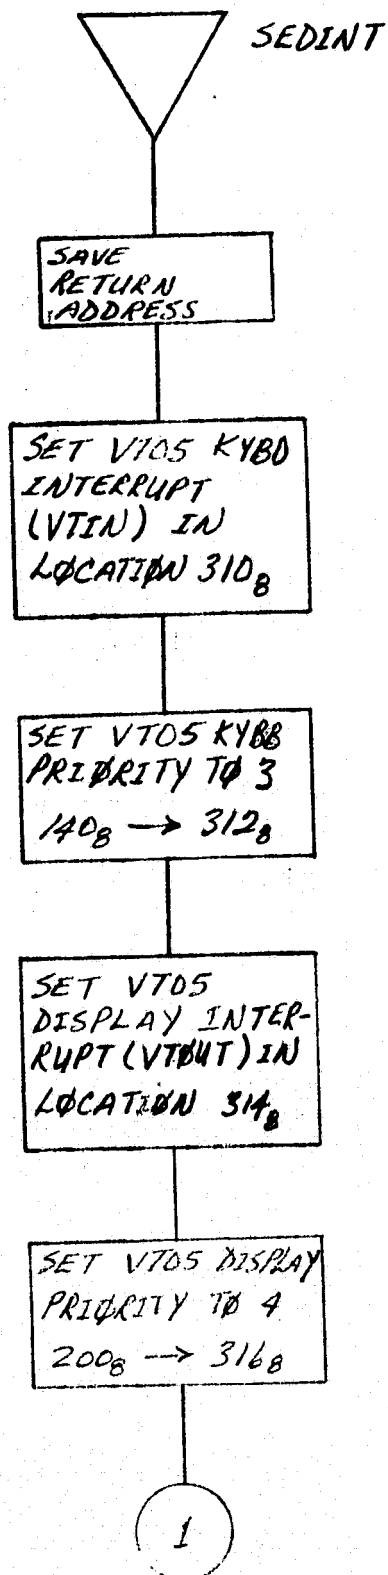 SEDINT
SAVE
RETURN
ADDRESS
SET VT05 KYBD
INTERRUPT
(VTIN) IN
LØCATIØN 310₈
SET VT05 KYBB
PRIØRITY TØ 3
140₈ → 312₈
SET VT05
DISPLAY INTER-
RUPT (VTØUT) IN
LØCATIØN 314₈
SET VT05 DISPLAY
PRIØRITY TØ 4
200₈ → 316₈
1